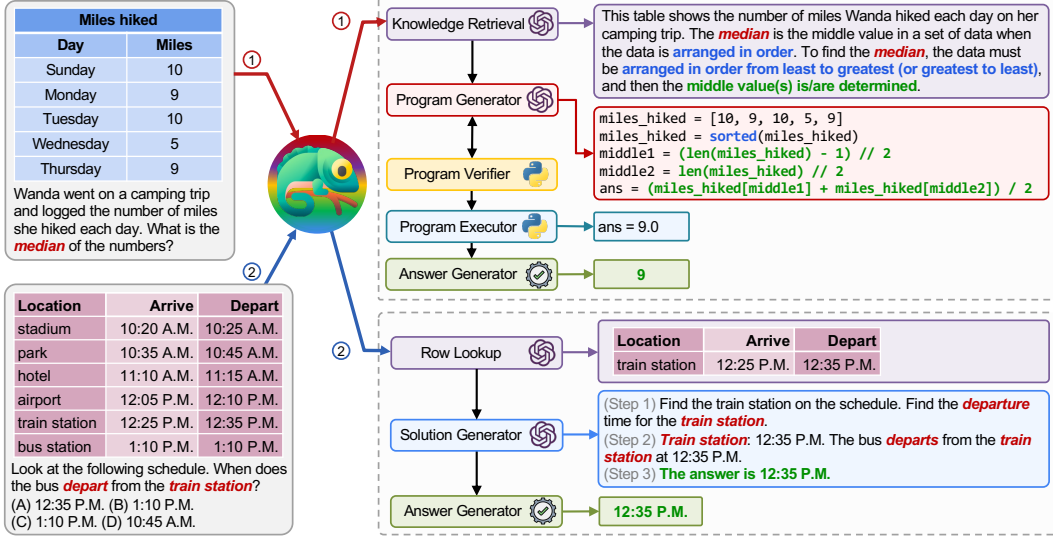 Miles hiked
Day Miles
Sunday 10
Monday 9
Tuesday 10
Wednesday 5
Thursday 9
Wanda went on a camping trip
and logged the number of miles
she hiked each day. What is the
median of the numbers?
①
②
Location Arrive Depart
stadium 10:20 A.M. 10:25 A.M.
park 10:35 A.M. 10:45 A.M.
hotel 11:10 A.M. 11:15 A.M.
airport 12:05 P.M. 12:10 P.M.
train station 12:25 P.M. 12:35 P.M.
bus station 1:10 P.M. 1:10 P.M.
Look at the following schedule. When does
the bus depart from the train station?
(A) 12:35 P.M. (B) 1:10 P.M.
(C) 1:10 P.M. (D) 10:45 A.M.
①
Knowledge Retrieval
This table shows the number of miles Wanda hiked each day on her
camping trip. The median is the middle value in a set of data when
the data is arranged in order. To find the median, the data must
be arranged in order from least to greatest (or greatest to least),
and then the middle value(s) is/are determined.
Program Generator
miles_hiked = [10, 9, 10, 5, 9]
miles_hiked = sorted(miles_hiked)
middle1 = (len(miles_hiked) - 1) // 2
middle2 = len(miles_hiked) // 2
ans = (miles_hiked[middle1] + miles_hiked[middle2]) / 2
Program Verifier
Program Executor
ans = 9.0
Answer Generator
9
②
Row Lookup
Location Arrive Depart
train station 12:25 P.M. 12:35 P.M.
Solution Generator
(Step 1) Find the train station on the schedule. Find the departure
time for the train station.
(Step 2) Train station: 12:35 P.M. The bus departs from the train
station at 12:35 P.M.
(Step 3) The answer is 12:35 P.M.
Answer Generator
12:35 P.M.